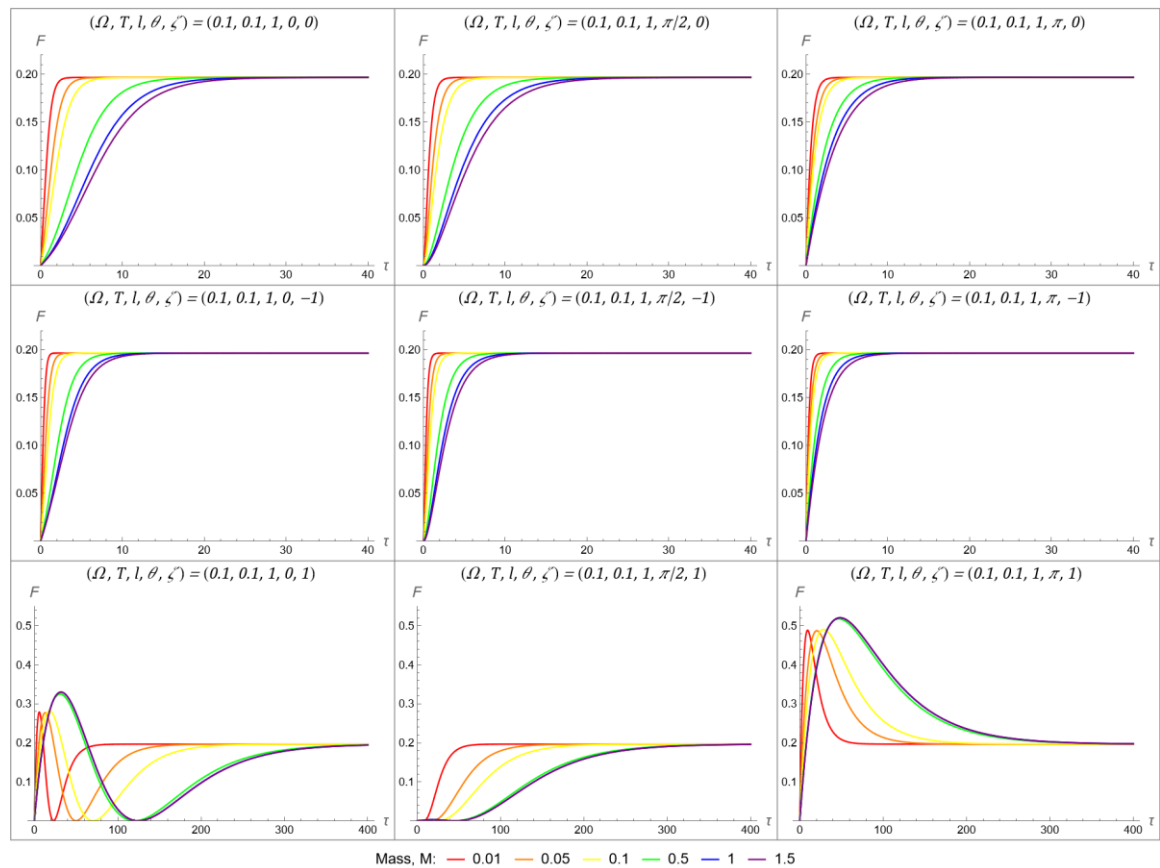 (Ω, T, l, θ, ζ) = (0.1, 0.1, 1, 0, 0)
F
0.20
0.15
0.10
0.05
0 10 20 30 40 τ
(Ω, T, l, θ, ζ) = (0.1, 0.1, 1, π/2, 0)
F
0.20
0.15
0.10
0.05
0 10 20 30 40 τ
(Ω, T, l, θ, ζ) = (0.1, 0.1, 1, π, 0)
F
0.20
0.15
0.10
0.05
0 10 20 30 40 τ
(Ω, T, l, θ, ζ) = (0.1, 0.1, 1, 0, −1)
F
0.20
0.15
0.10
0.05
0 10 20 30 40 τ
(Ω, T, l, θ, ζ) = (0.1, 0.1, 1, π/2, −1)
F
0.20
0.15
0.10
0.05
0 10 20 30 40 τ
(Ω, T, l, θ, ζ) = (0.1, 0.1, 1, π, −1)
F
0.20
0.15
0.10
0.05
0 10 20 30 40 τ
(Ω, T, l, θ, ζ) = (0.1, 0.1, 1, 0, 1)
F
0.5
0.4
0.3
0.2
0.1
0 100 200 300 400 τ
(Ω, T, l, θ, ζ) = (0.1, 0.1, 1, π/2, 1)
F
0.5
0.4
0.3
0.2
0.1
0 100 200 300 400 τ
(Ω, T, l, θ, ζ) = (0.1, 0.1, 1, π, 1)
F
0.5
0.4
0.3
0.2
0.1
0 100 200 300 400 τ
Mass, M: 0.01 0.05 0.1 0.5 1 1.5